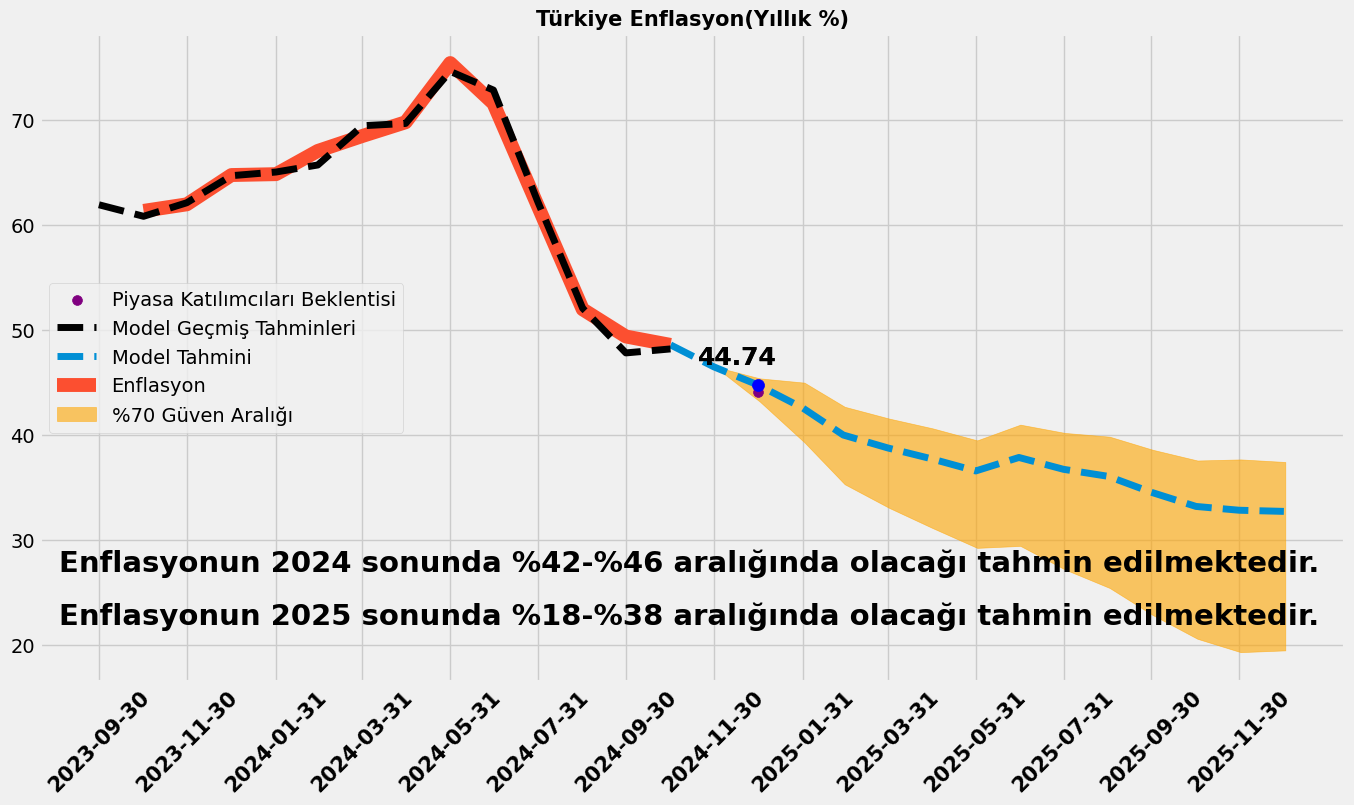 Türkiye Enflasyon(Yıllık %)
70
60
50
40
30
20
Piyasa Katılımcıları Beklentisi
Model Geçmiş Tahminleri
Model Tahmini
Enflasyon
%70 Güven Aralığı
44.74
Enflasyonun 2024 sonunda %42-%46 aralığında olacağı tahmin edilmektedir.
Enflasyonun 2025 sonunda %18-%38 aralığında olacağı tahmin edilmektedir.
2023-09-30
2023-11-30
2024-01-31
2024-03-31
2024-05-31
2024-07-31
2024-09-30
2024-11-30
2025-01-31
2025-03-31
2025-05-31
2025-07-31
2025-09-30
2025-11-30